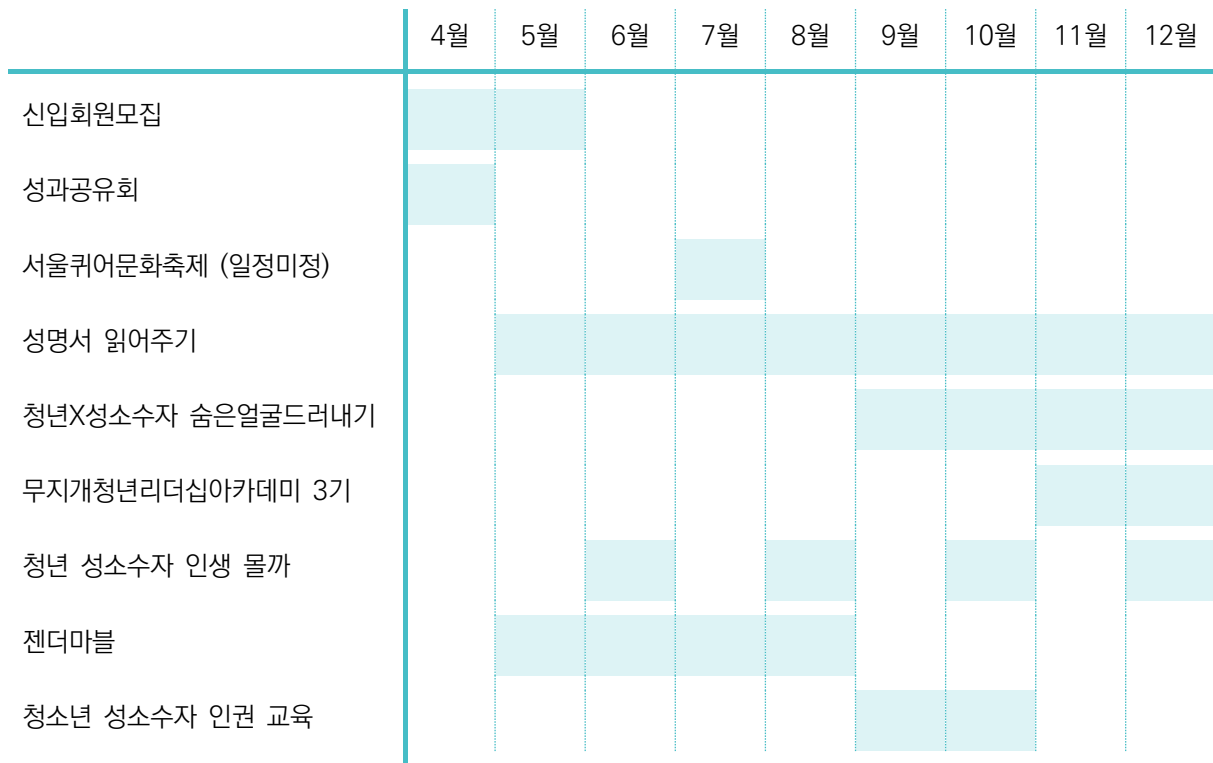 4월 5월 6월 7월 8월 9월 10월 11월 12월
신입회원모집
성과공유회
서울퀴어문화축제 (일정미정)
성명서 읽어주기
청년X성소수자 숨은얼굴드러내기
무지개청년리더십아카데미 3기
청년 성소수자 인생 몰까
젠더마블
청소년 성소수자 인권 교육